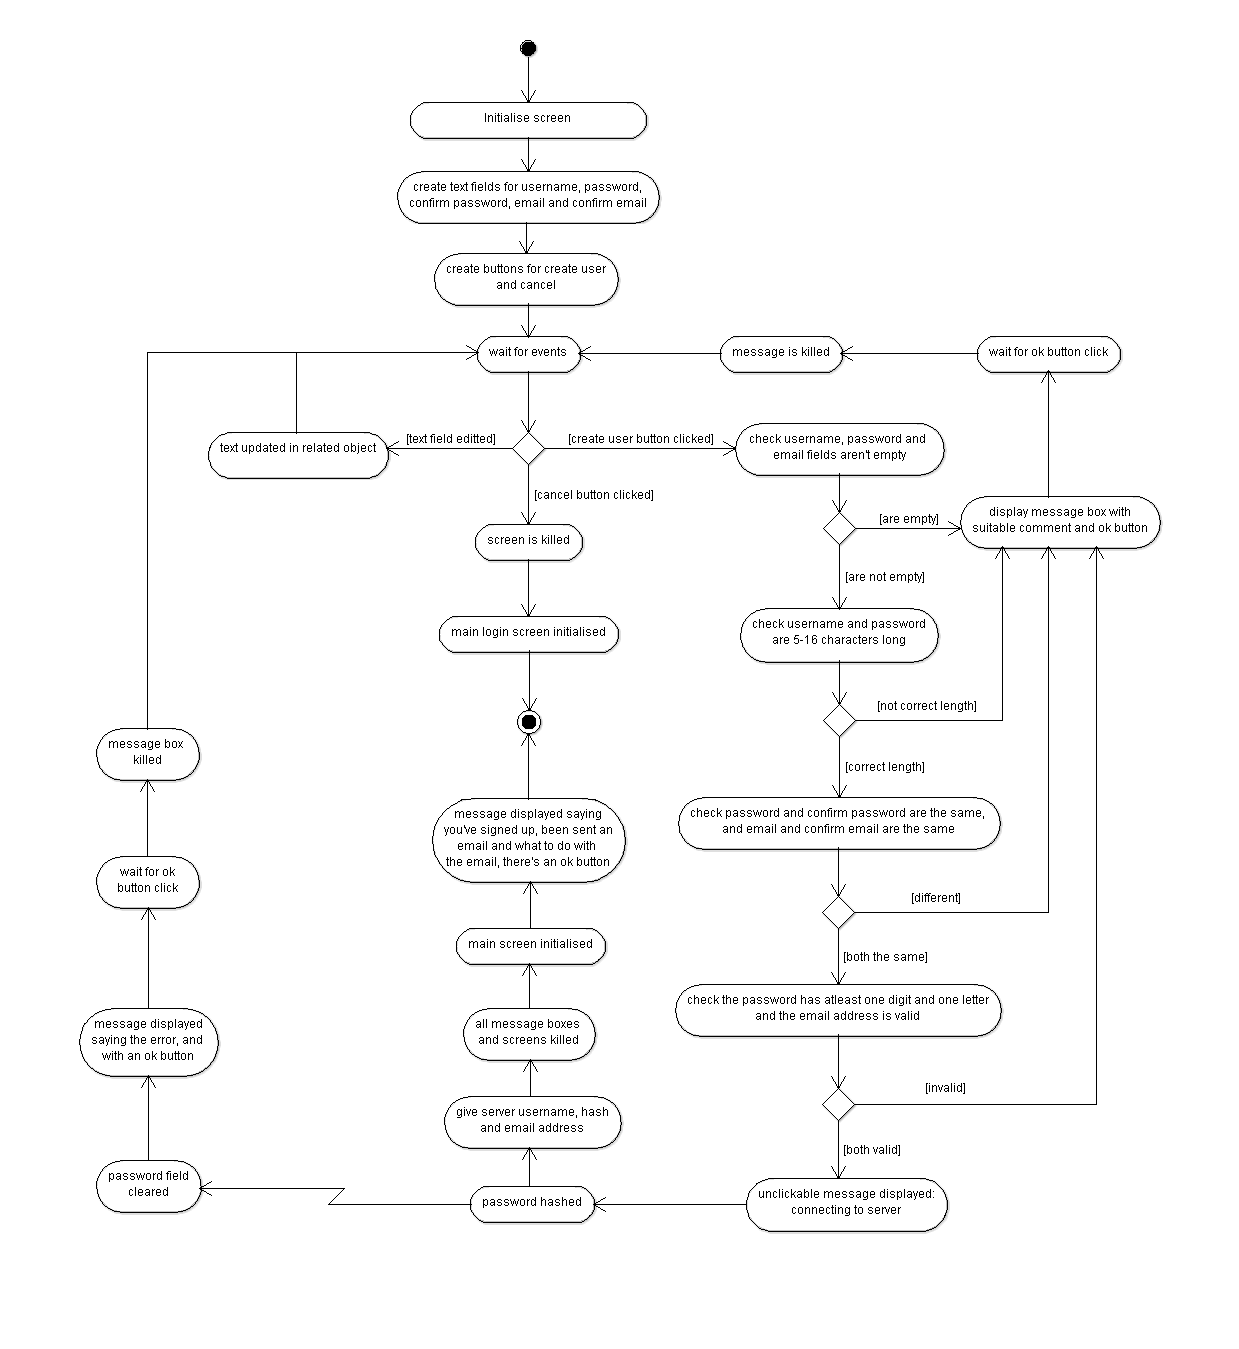 Initialise screen
create text fields for username, password,
confirm password, email and confirm email
create buttons for create user
and cancel
wait for events
message is killed
wait for ok button click
text updated in related object
[text field editted]
[create user button clicked]
check username, password and
email fields aren't empty
[cancel button clicked]
screen is killed
[are empty]
display message box with
suitable comment and ok button
[are not empty]
main login screen initialised
check username and password
are 5-16 characters long
[not correct length]
[correct length]
message box
killed
message displayed saying
you've signed up, been sent an
email and what to do with
the email, there's an ok button
check password and confirm password are the same,
and email and confirm email are the same
wait for ok
button click
[different]
main screen initialised
[both the same]
check the password has atleast one digit and one letter
and the email address is valid
message displayed
saying the error, and
with an ok button
all message boxes
and screens killed
[invalid]
give server username, hash
and email address
[both valid]
password field
cleared
password hashed
unclickable message displayed:
connecting to server